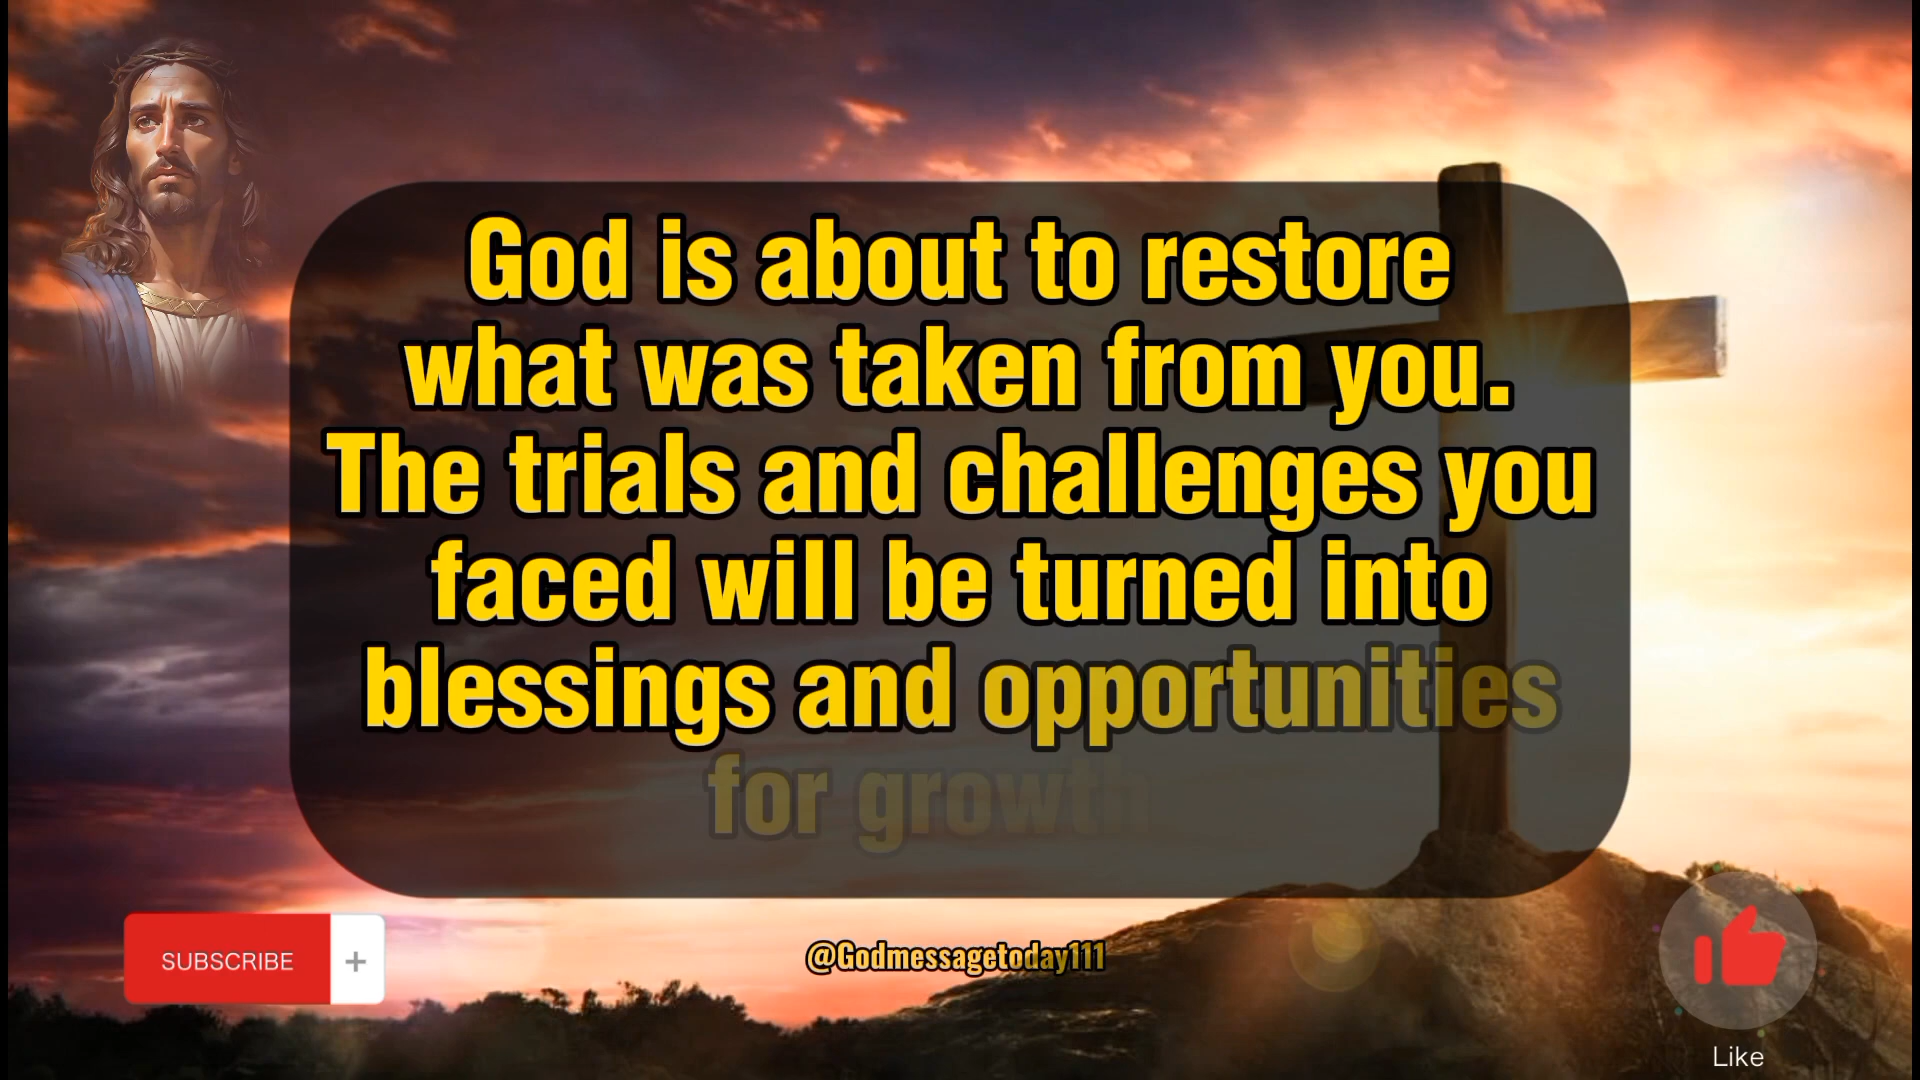 God is about to restore
what was taken from you.
The trials and challenges you
faced will be turned into
blessings and opportunities
for growth
SUBSCRIBE +
@Godmessagetoday111
Like